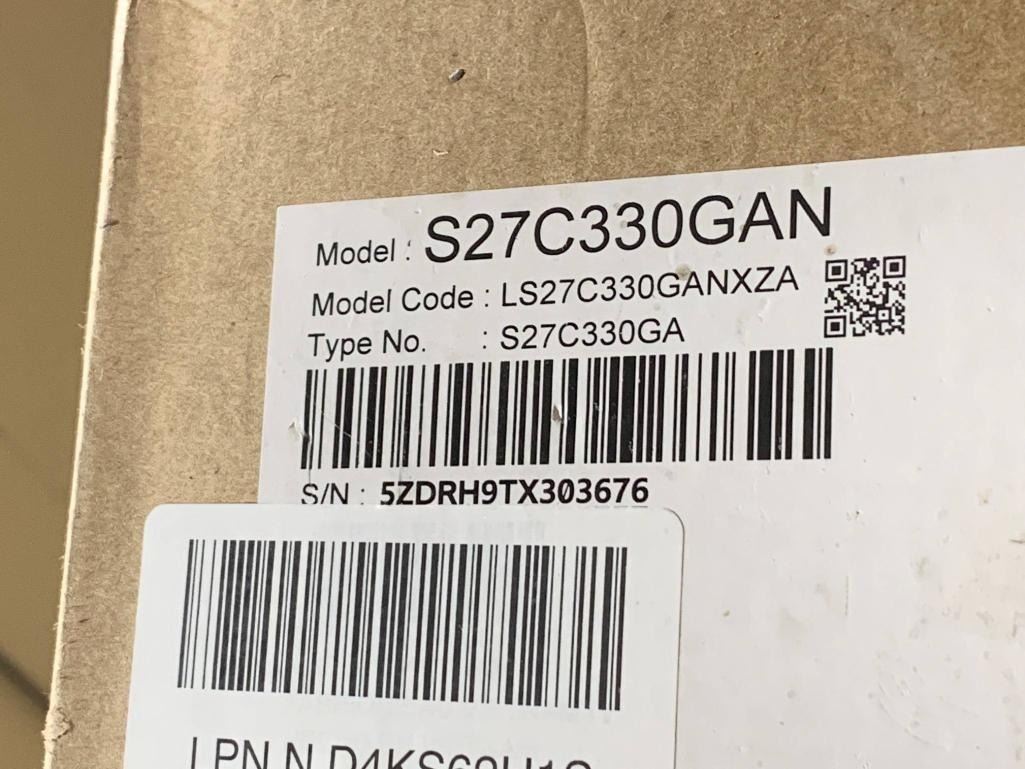 Model : S27C330GAN
Model Code : LS27C330GANXZA
Type No. : S27C330GA
S/N : 5ZDRH9TX303676